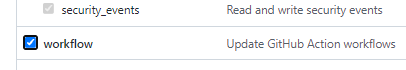 security_events Read and write security events
workflow Update GitHub Action workflows